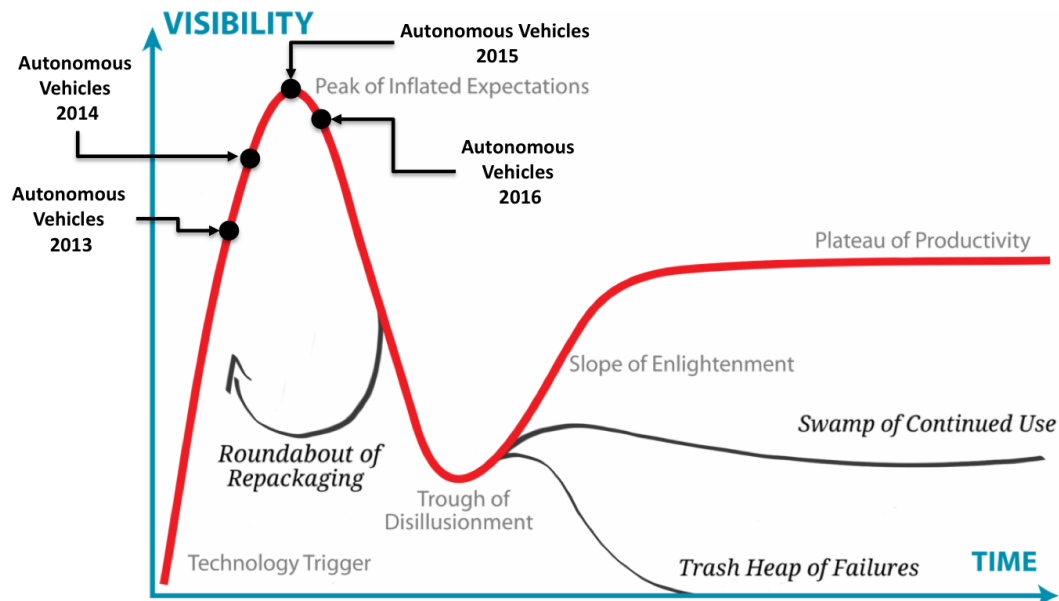 VISIBILITY
Autonomous Vehicles
2015
Autonomous
Vehicles
2014
Peak of Inflated Expectations
Autonomous
Vehicles
2016
Autonomous
Vehicles
2013
Plateau of Productivity
Slope of Enlightenment
Swamp of Continued Use
Roundabout of
Repackaging
Trough of
Disillusionment
Technology Trigger
Trash Heap of Failures
TIME